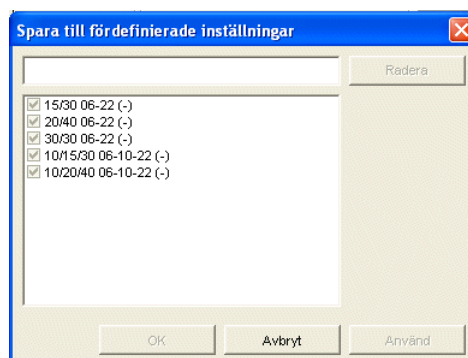 Spara till fördefinierade inställningar
Radera
15/30 06-22 (-)
20/40 06-22 (-)
30/30 06-22 (-)
10/15/30 06-10-22 (-)
10/20/40 06-10-22 (-)
OK Avbryt Använd